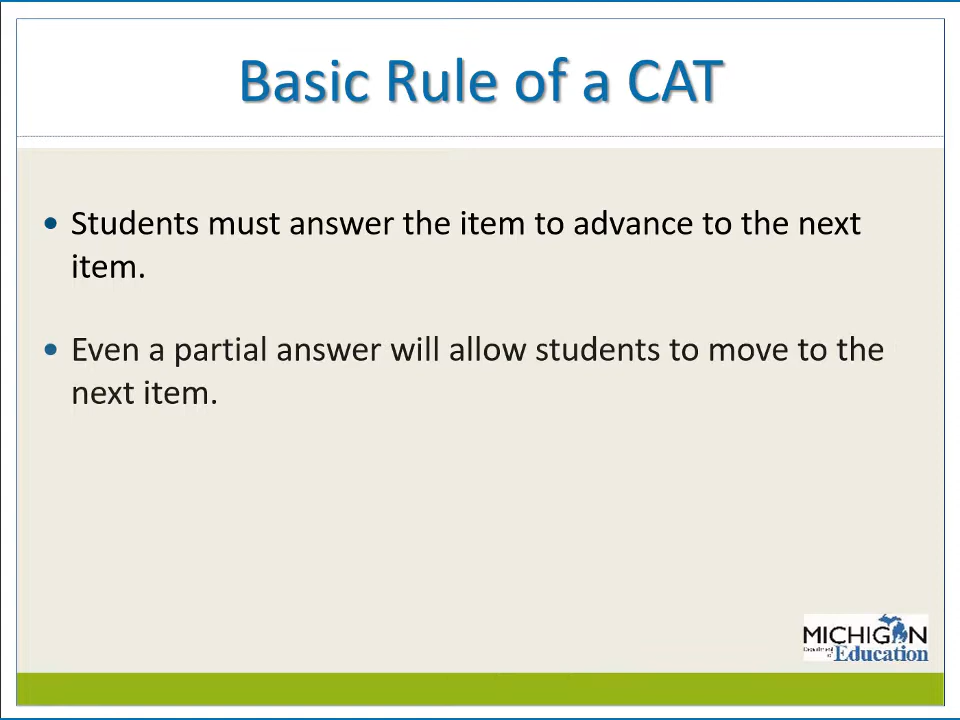 Basic Rule of a CAT
• Students must answer the item to advance to the next
item.
• Even a partial answer will allow students to move to the
next item.
MICHIGAN
Department
of Education